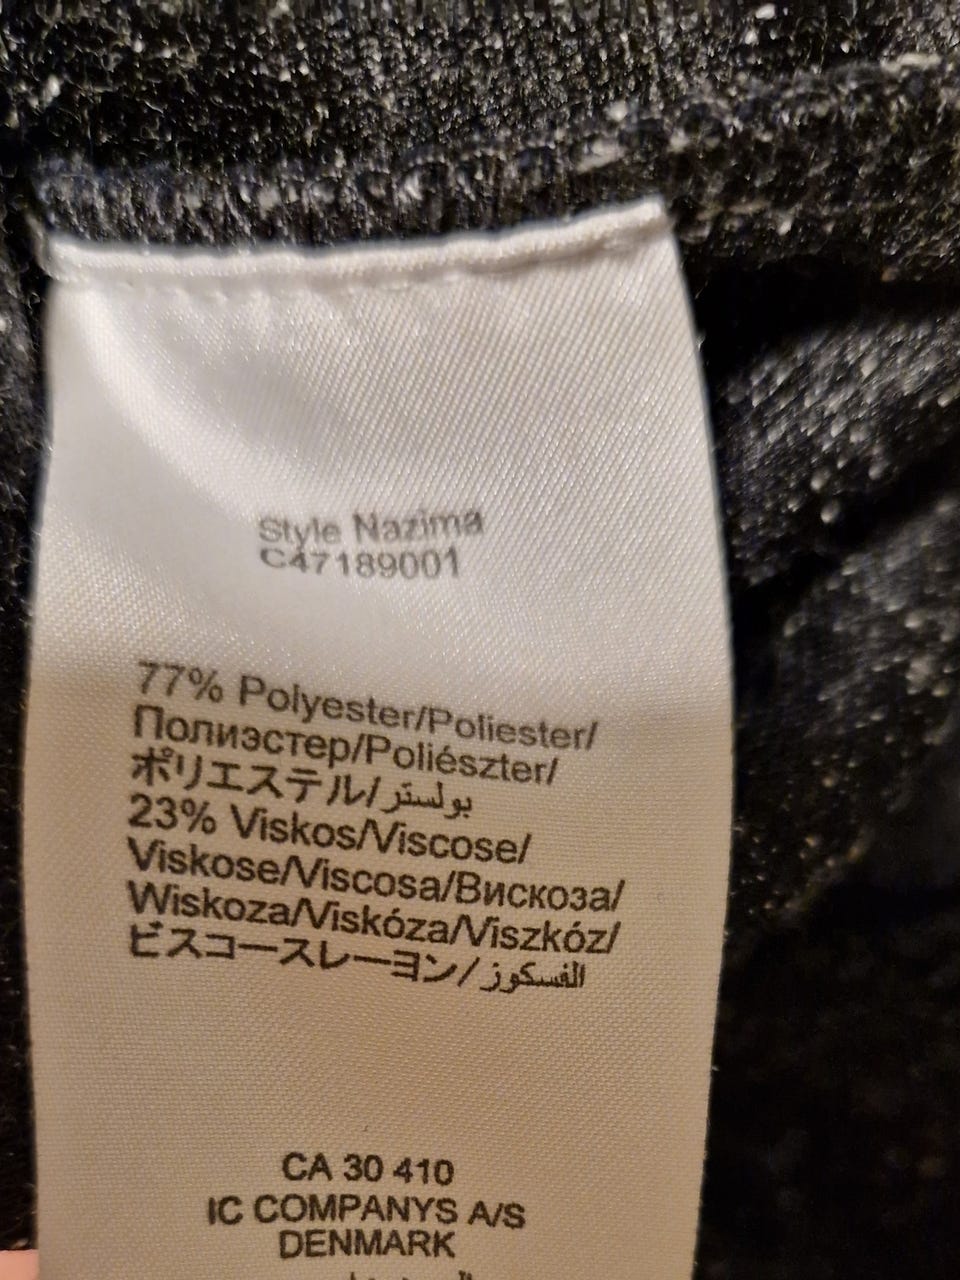 Style Nazima
C47189001
77% Polyester/Poliester/
Полиэстер/Poliészter/
ポリエステル/بولستر
23% Viskos/Viscose/
Viskose/Viscosa/Вискоза/
Wiskoza/Viskóza/Viszkóz/
ビスコースレーヨン/الفسكوز
CA 30 410
IC COMPANYS A/S
DENMARK